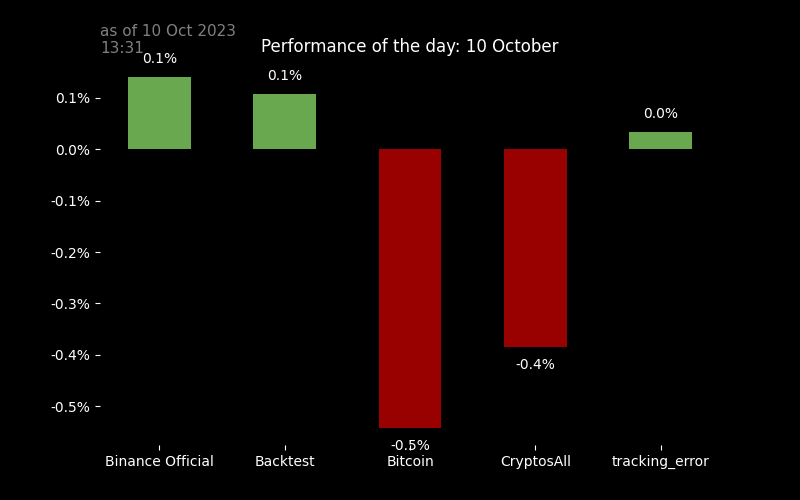 as of 10 Oct 2023
13:31
Performance of the day: 10 October
0.1%
0.1%
-0.5%
-0.4%
0.0%
0.1%
0.0%
-0.1%
-0.2%
-0.3%
-0.4%
-0.5%
Binance Official
Backtest
Bitcoin
CryptosAll
tracking_error